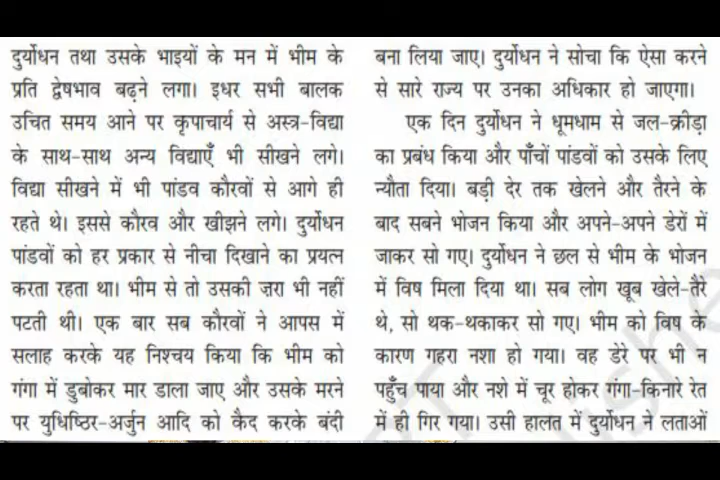 दुर्योधन तथा उसके भाइयों के मन में भीम के
प्रति द्वेषभाव बढ़ने लगा। इधर सभी बालक
उचित समय आने पर कृपाचार्य से अस्त्र-विद्या
के साथ-साथ अन्य विद्याएँ भी सीखने लगे।
विद्या सीखने में भी पांडव कौरवों से आगे ही
रहते थे। इससे कौरव और खीझने लगे। दुर्योधन
पांडवों को हर प्रकार से नीचा दिखाने का प्रयत्न
करता रहता था। भीम से तो उसकी ज़रा भी नहीं
पटती थी। एक बार सब कौरवों ने आपस में
सलाह करके यह निश्चय किया कि भीम को
गंगा में डुबोकर मार डाला जाए और उसके मरने
पर युधिष्ठिर-अर्जुन आदि को कैद करके बंदी
बना लिया जाए। दुर्योधन ने सोचा कि ऐसा करने
से सारे राज्य पर उनका अधिकार हो जाएगा।
एक दिन दुर्योधन ने धूमधाम से जल-क्रीड़ा
का प्रबंध किया और पाँचों पांडवों को उसके लिए
न्यौता दिया। बड़ी देर तक खेलने और तैरने के
बाद सबने भोजन किया और अपने-अपने डेरों में
जाकर सो गए। दुर्योधन ने छल से भीम के भोजन
में विष मिला दिया था। सब लोग खूब खेले-तैरे
थे, सो थक-थकाकर सो गए। भीम को विष के
कारण गहरा नशा हो गया। वह डेरे पर भी न
पहुँच पाया और नशे में चूर होकर गंगा-किनारे रेत
में ही गिर गया। उसी हालत में दुर्योधन ने लताओं